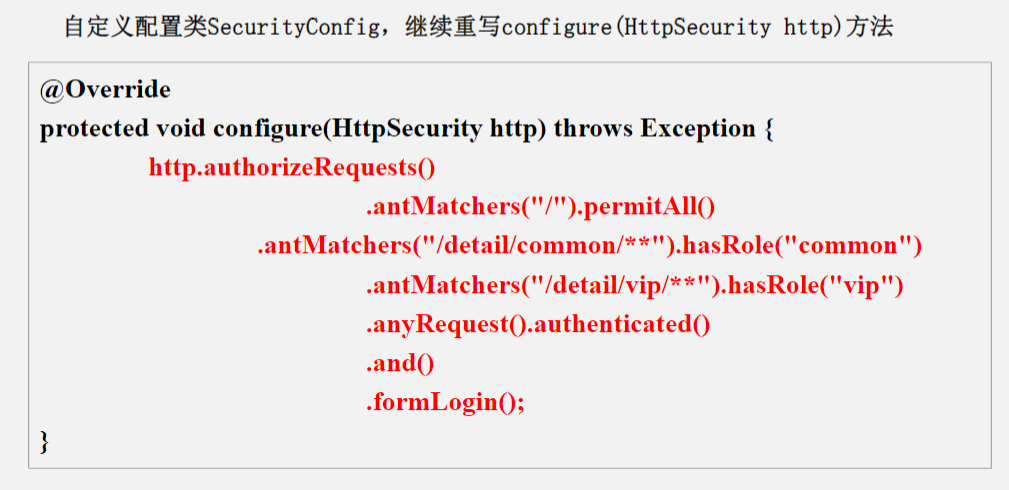 自定义配置类SecurityConfig，继续重写configure(HttpSecurity http)方法
@Override
protected void configure(HttpSecurity http) throws Exception {
http.authorizeRequests()
.antMatchers("/").permitAll()
.antMatchers("/detail/common/**").hasRole("common")
.antMatchers("/detail/vip/**").hasRole("vip")
.anyRequest().authenticated()
.and()
.formLogin();
}